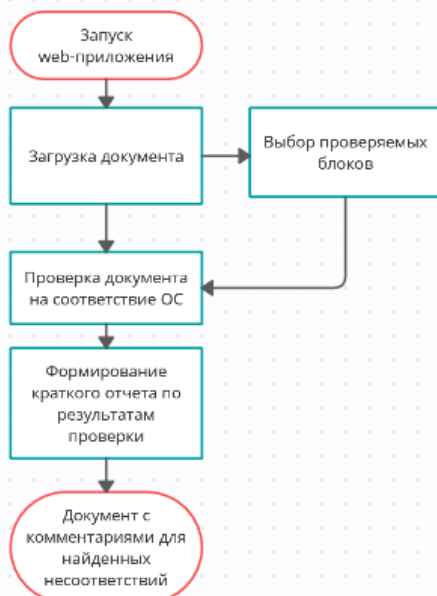 Запуск
web-приложения
Загрузка документа
Выбор проверяемых
блоков
Проверка документа
на соответствие ОС
Формирование
краткого отчета по
результатам
проверки
Документ с
комментариями для
найденных
несоответствий